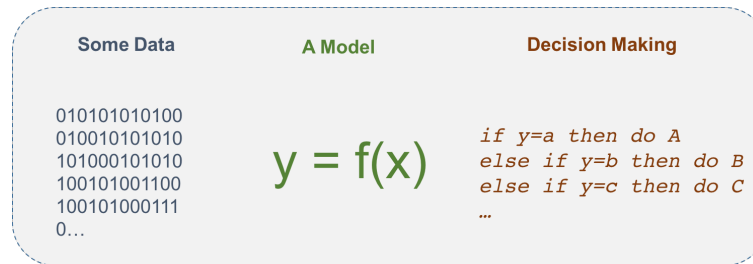 Some Data
A Model
Decision Making
010101010100
010010101010
101000101010
100101001100
100101000111
0…
y = f(x)
if y=a then do A
else if y=b then do B
else if y=c then do C
…